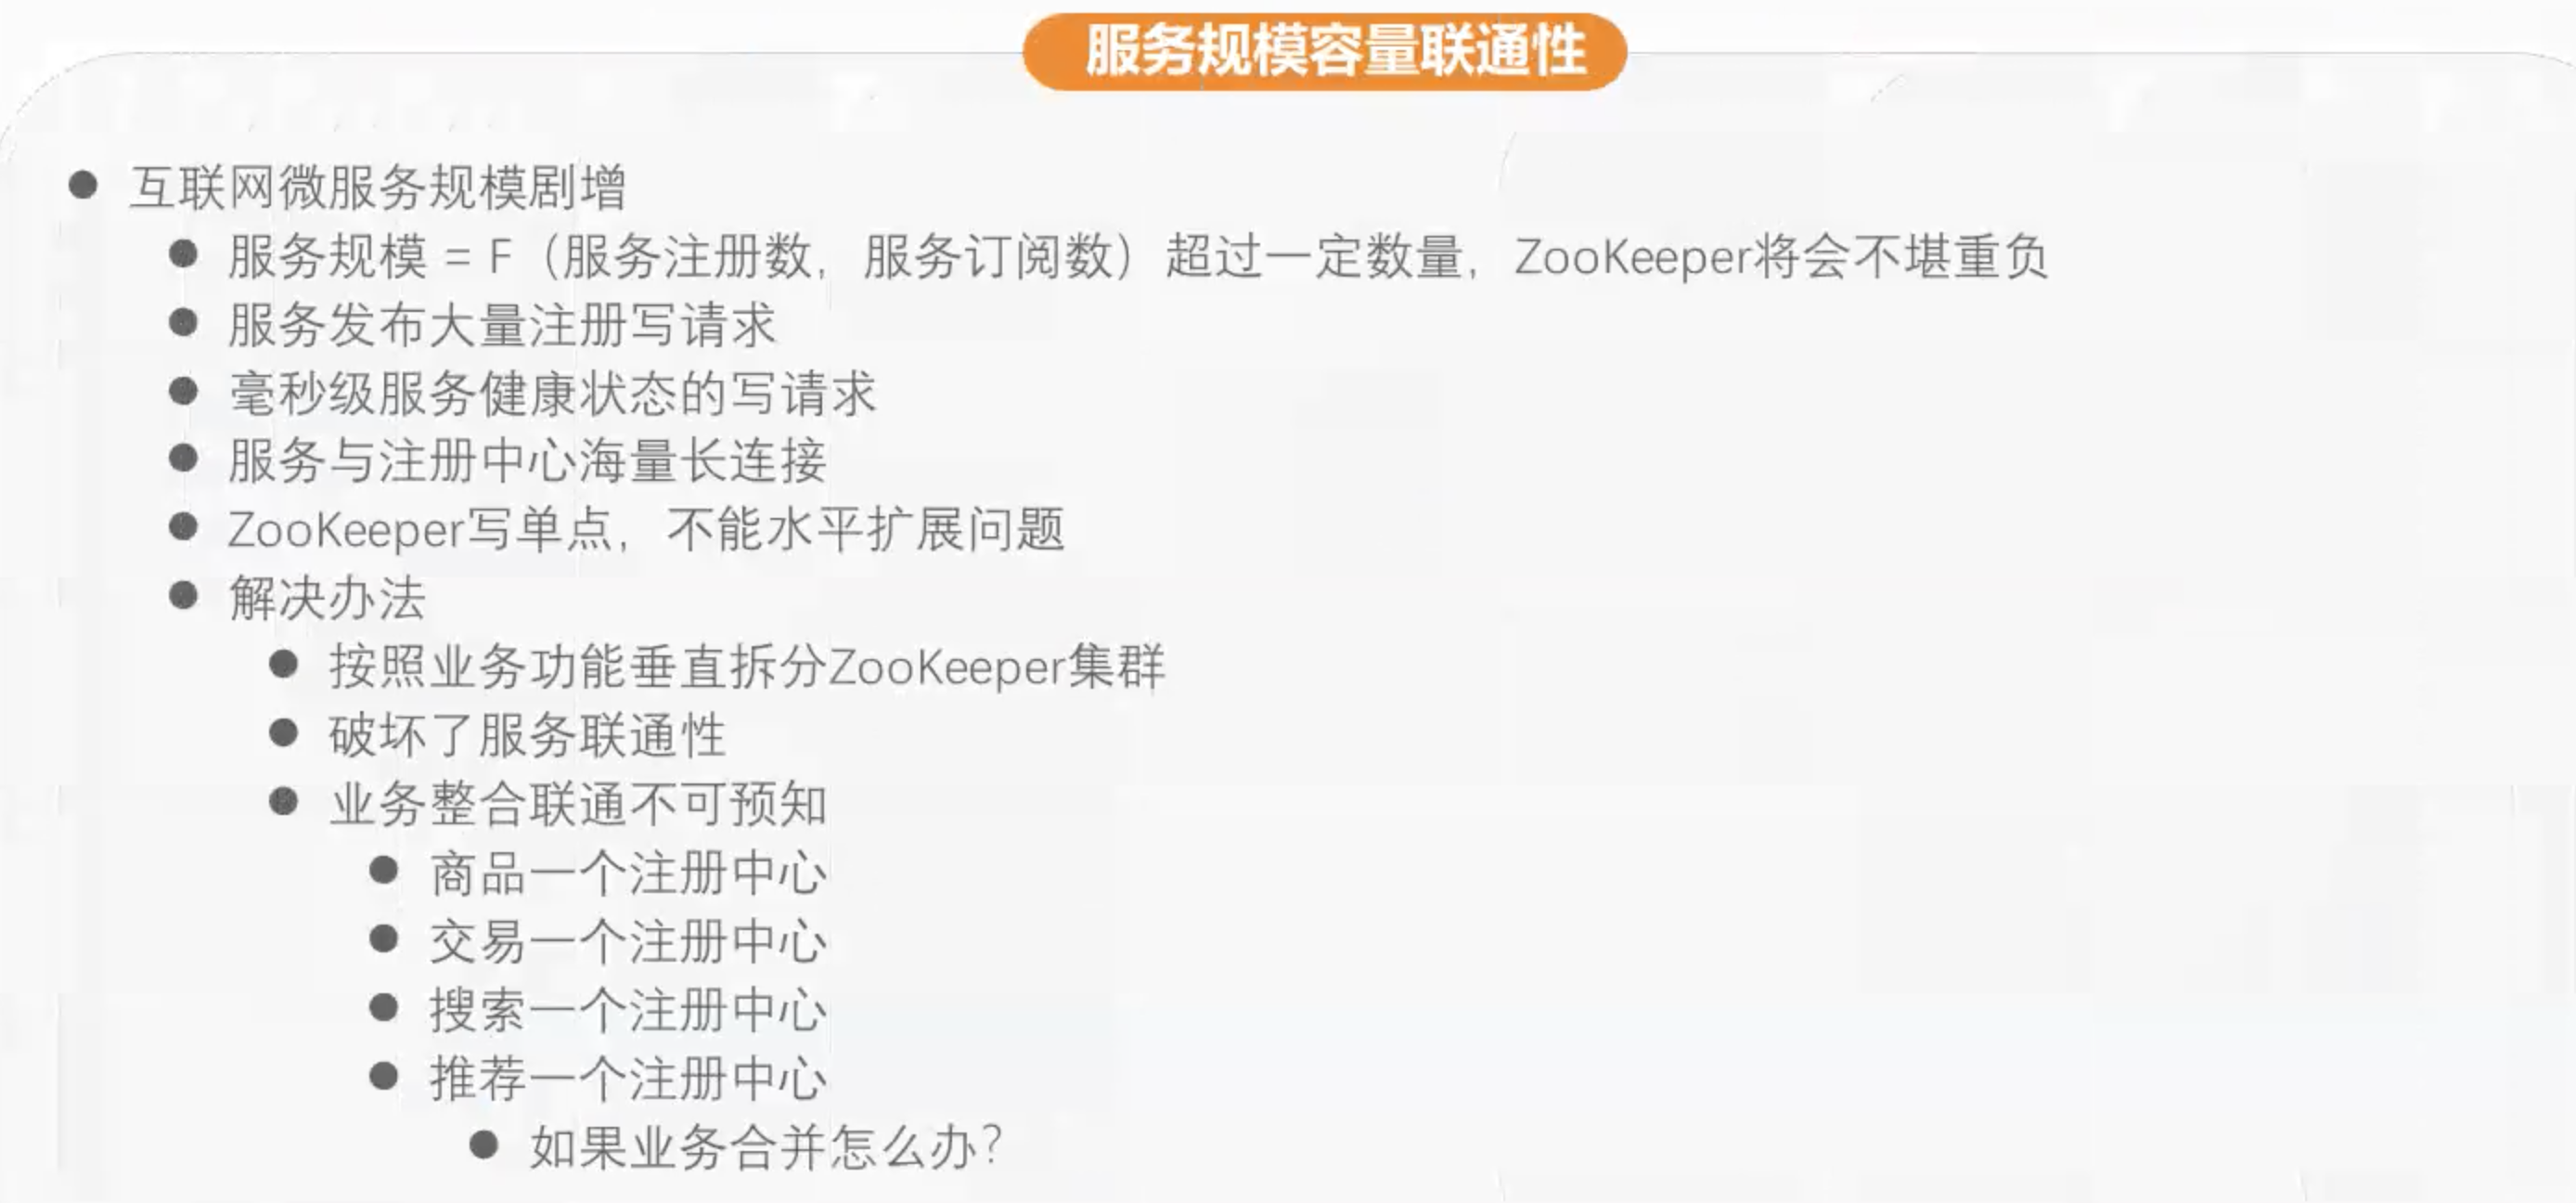 服务规模容量联通性
互联网微服务规模剧增
服务规模 = F（服务注册数，服务订阅数）超过一定数量，ZooKeeper将会不堪重负
服务发布大量注册写请求
毫秒级服务健康状态的写请求
服务与注册中心海量长连接
ZooKeeper写单点，不能水平扩展问题
解决办法
按照业务功能垂直拆分ZooKeeper集群
破坏了服务联通性
业务整合联通不可预知
商品一个注册中心
交易一个注册中心
搜索一个注册中心
推荐一个注册中心
如果业务合并怎么办？